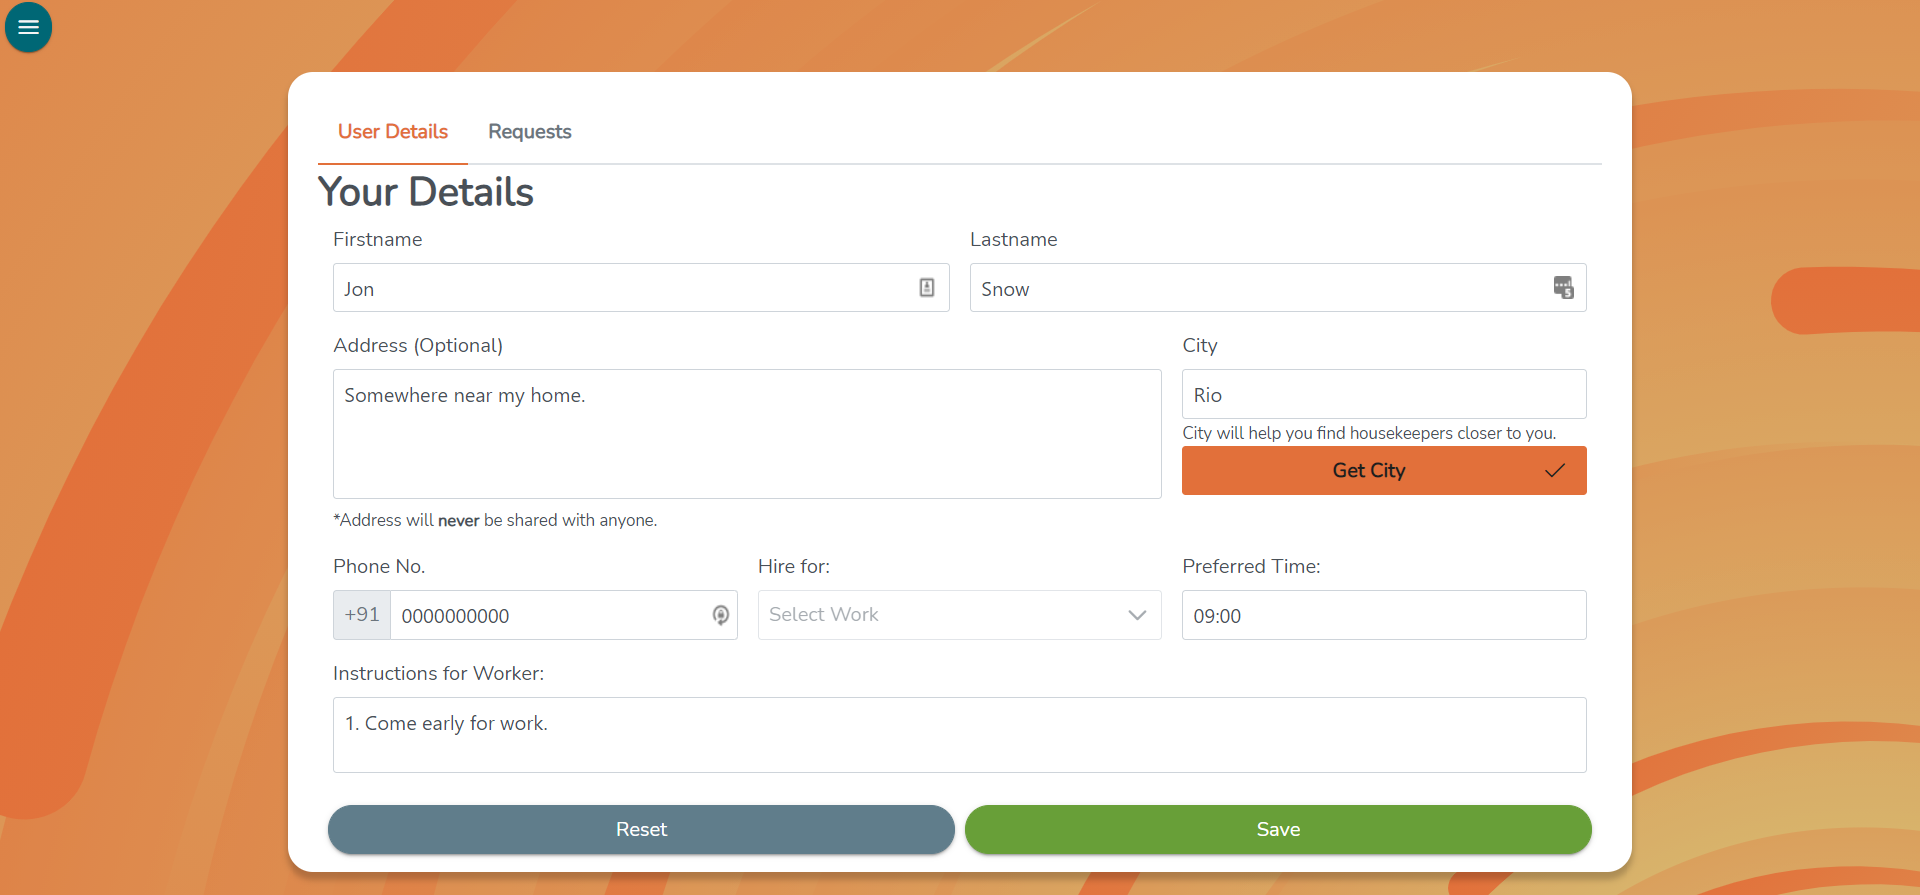 User Details Requests
Your Details
Firstname Lastname
Jon Snow
Address (Optional) City
Somewhere near my home. Rio
City will help you find housekeepers closer to you.
Get City
*Address will never be shared with anyone.
Phone No. Hire for: Preferred Time:
+91 0000000000 Select Work 09:00
Instructions for Worker:
1. Come early for work.
Reset Save